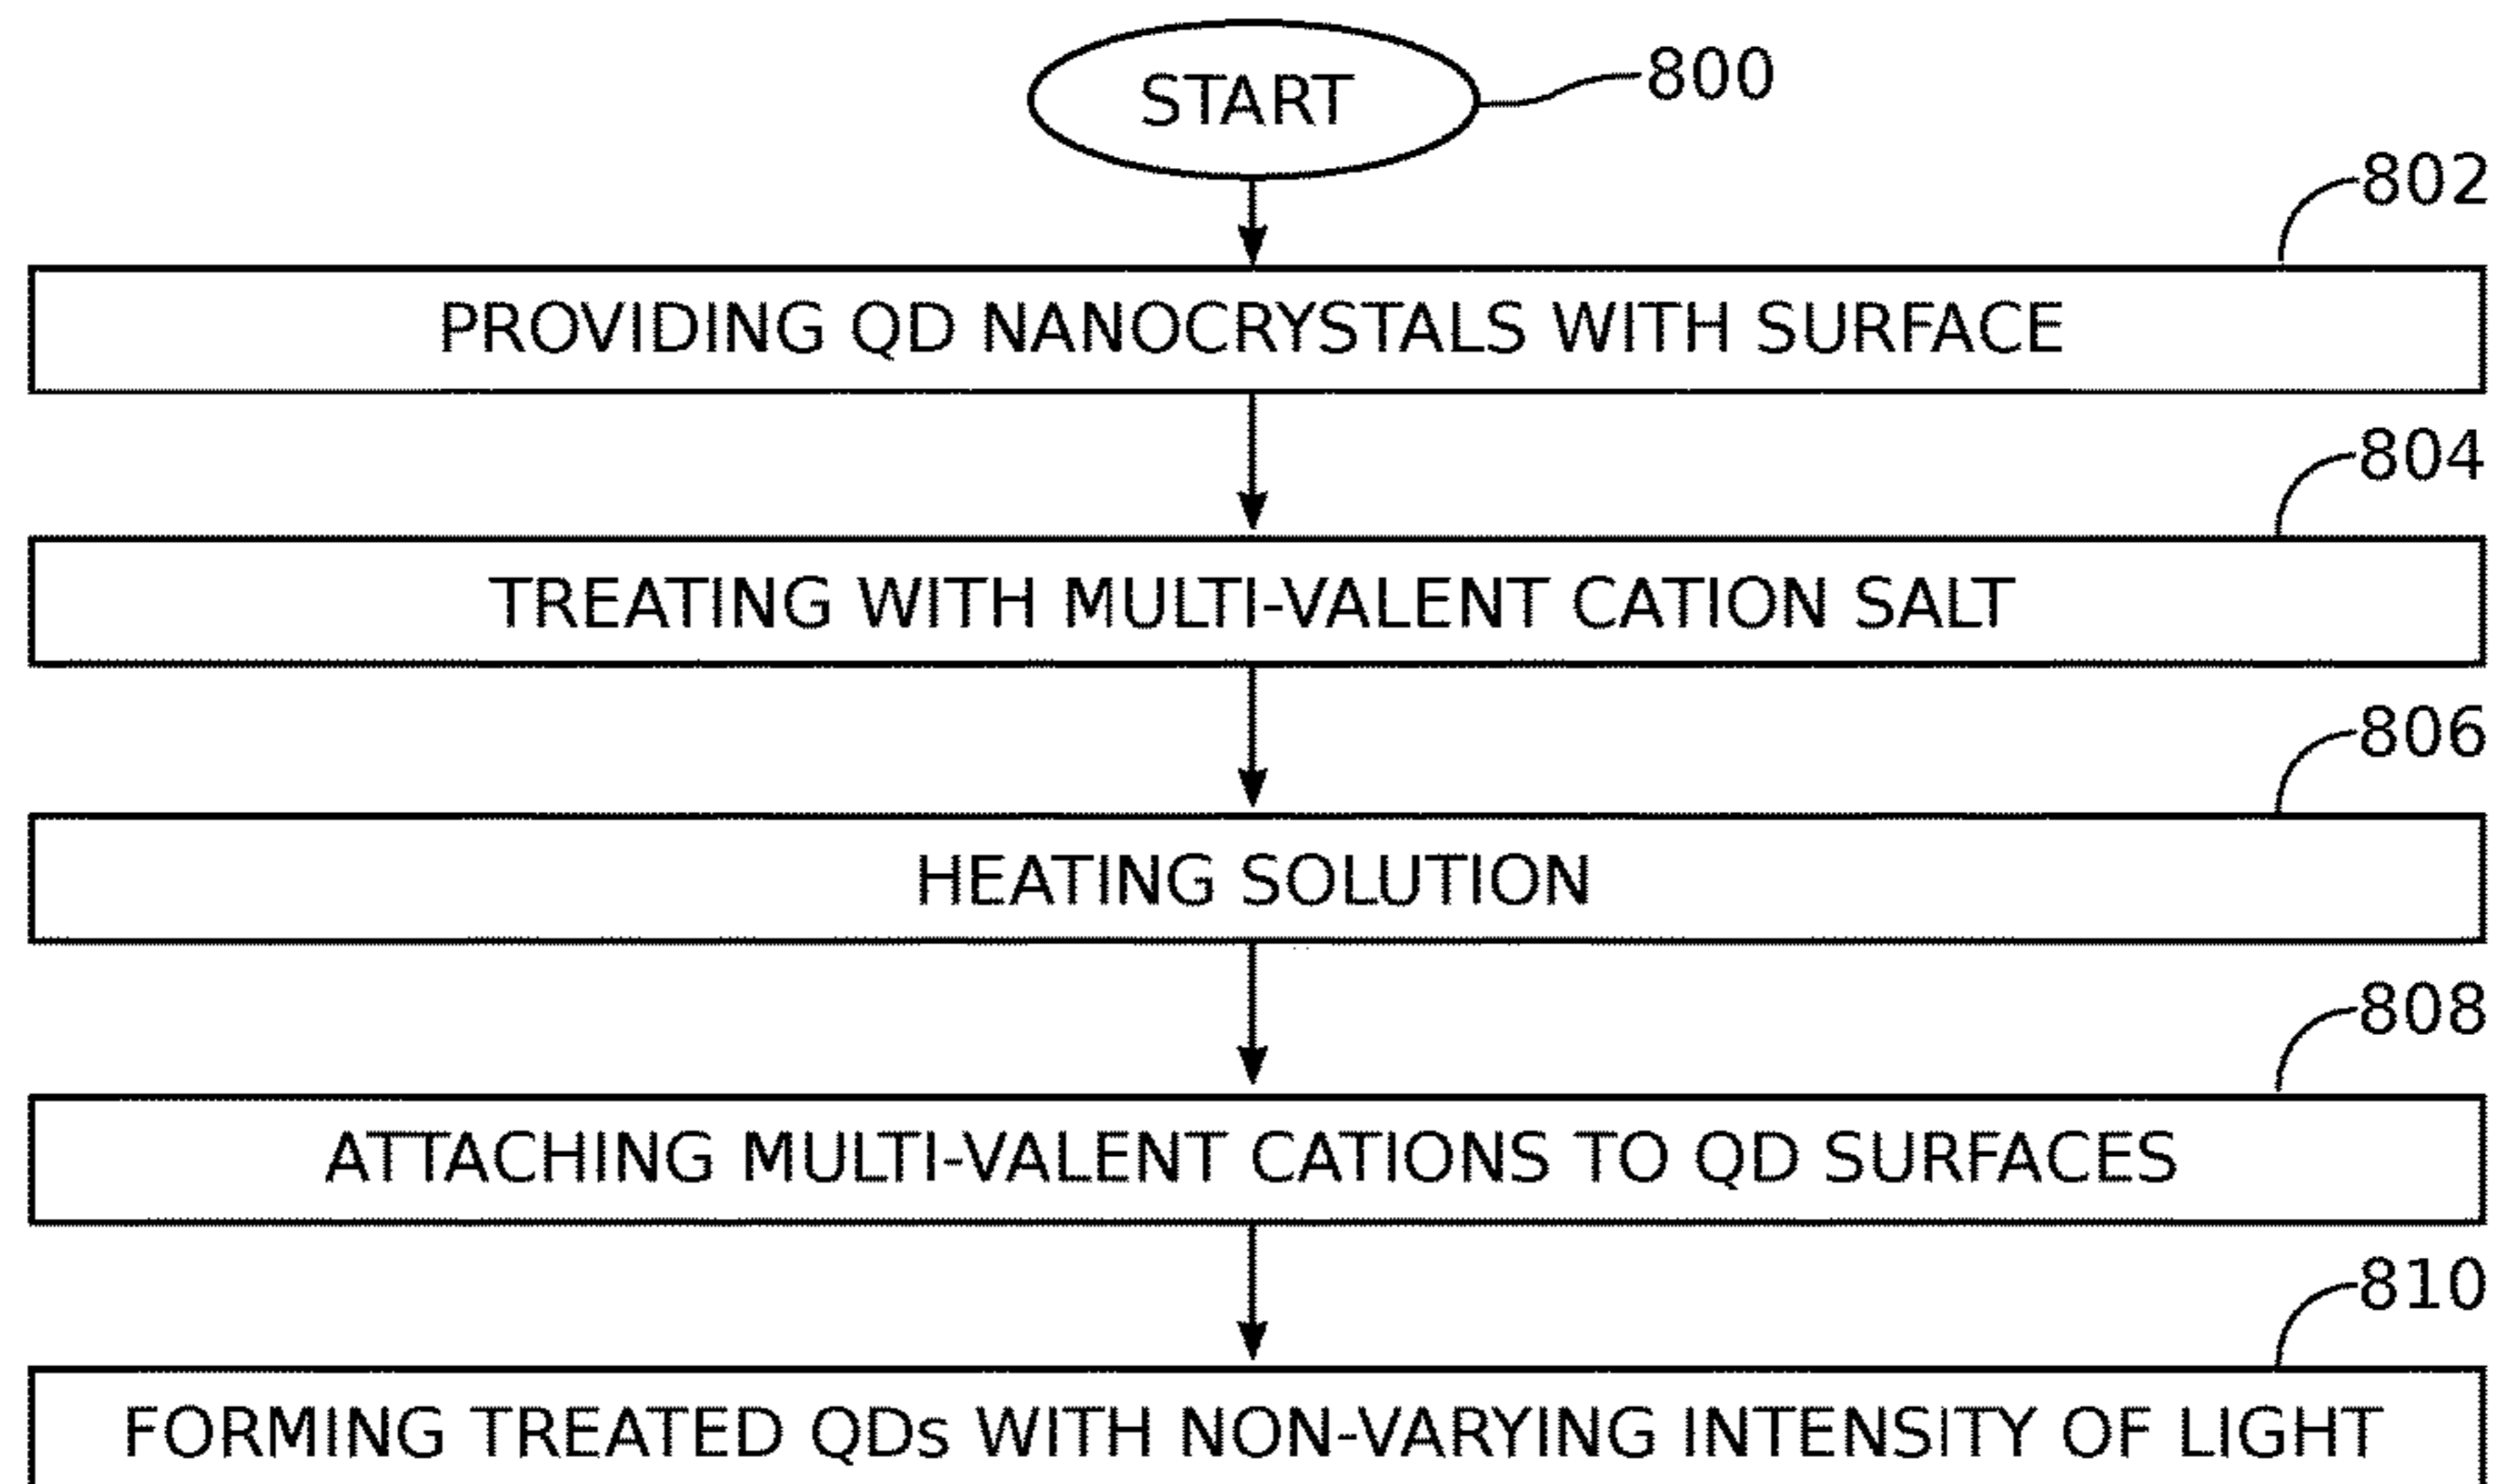 START
800
802
PROVIDING QD NANOCRYSTALS WITH SURFACE
804
TREATING WITH MULTI-VALENT CATION SALT
806
HEATING SOLUTION
808
ATTACHING MULTI-VALENT CATIONS TO QD SURFACES
810
FORMING TREATED QDs WITH NON-VARYING INTENSITY OF LIGHT